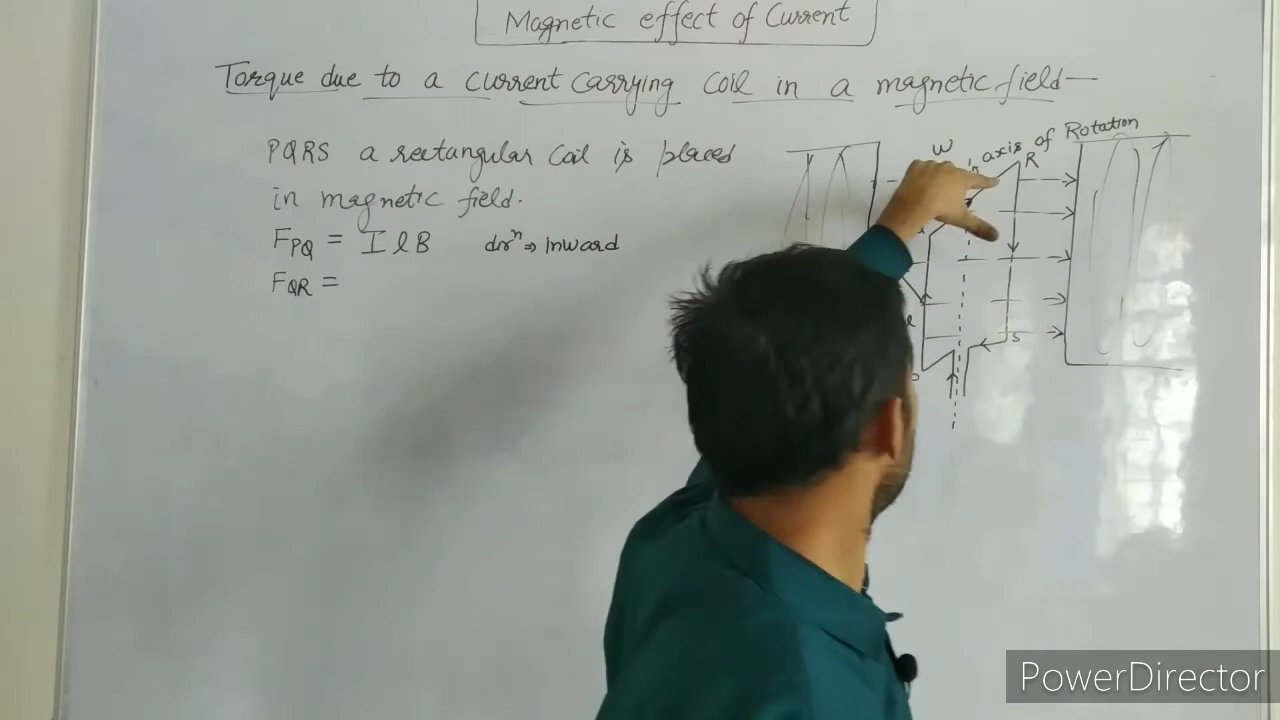 Magnetic effect of Current
Torque due to a current carrying coil in a magnetic field—
PQRS a rectangular coil is placed
in magnetic field.
F_PQ = I l B dirⁿ ⇒ inward
F_QR =
w
axis of Rotation
R
l
S
P
PowerDirector